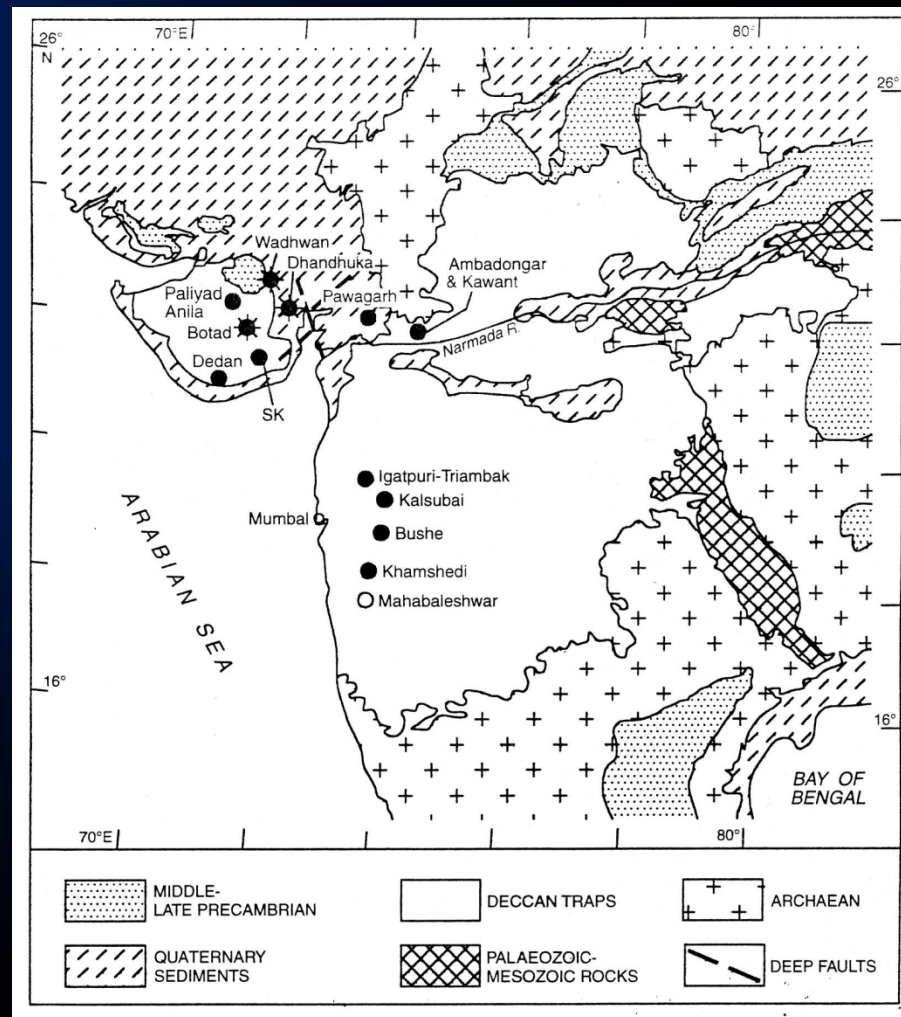 70°E
80°
26°
N
26°
Wadhwan
Dhandhuka
Ambadongar
& Kawant
Paliyad
Anila
Pawagarh
Botad
Narmada R.
Dedan
SK
Igatpuri-Triambak
Kalsubai
Mumbal
Bushe
Khamshedi
Mahabaleshwar
ARABIAN SEA
16°
16°
BAY OF
BENGAL
70°E
80°
MIDDLE-
LATE PRECAMBRIAN
DECCAN TRAPS
ARCHAEAN
QUATERNARY
SEDIMENTS
PALAEOZOIC-
MESOZOIC ROCKS
DEEP FAULTS